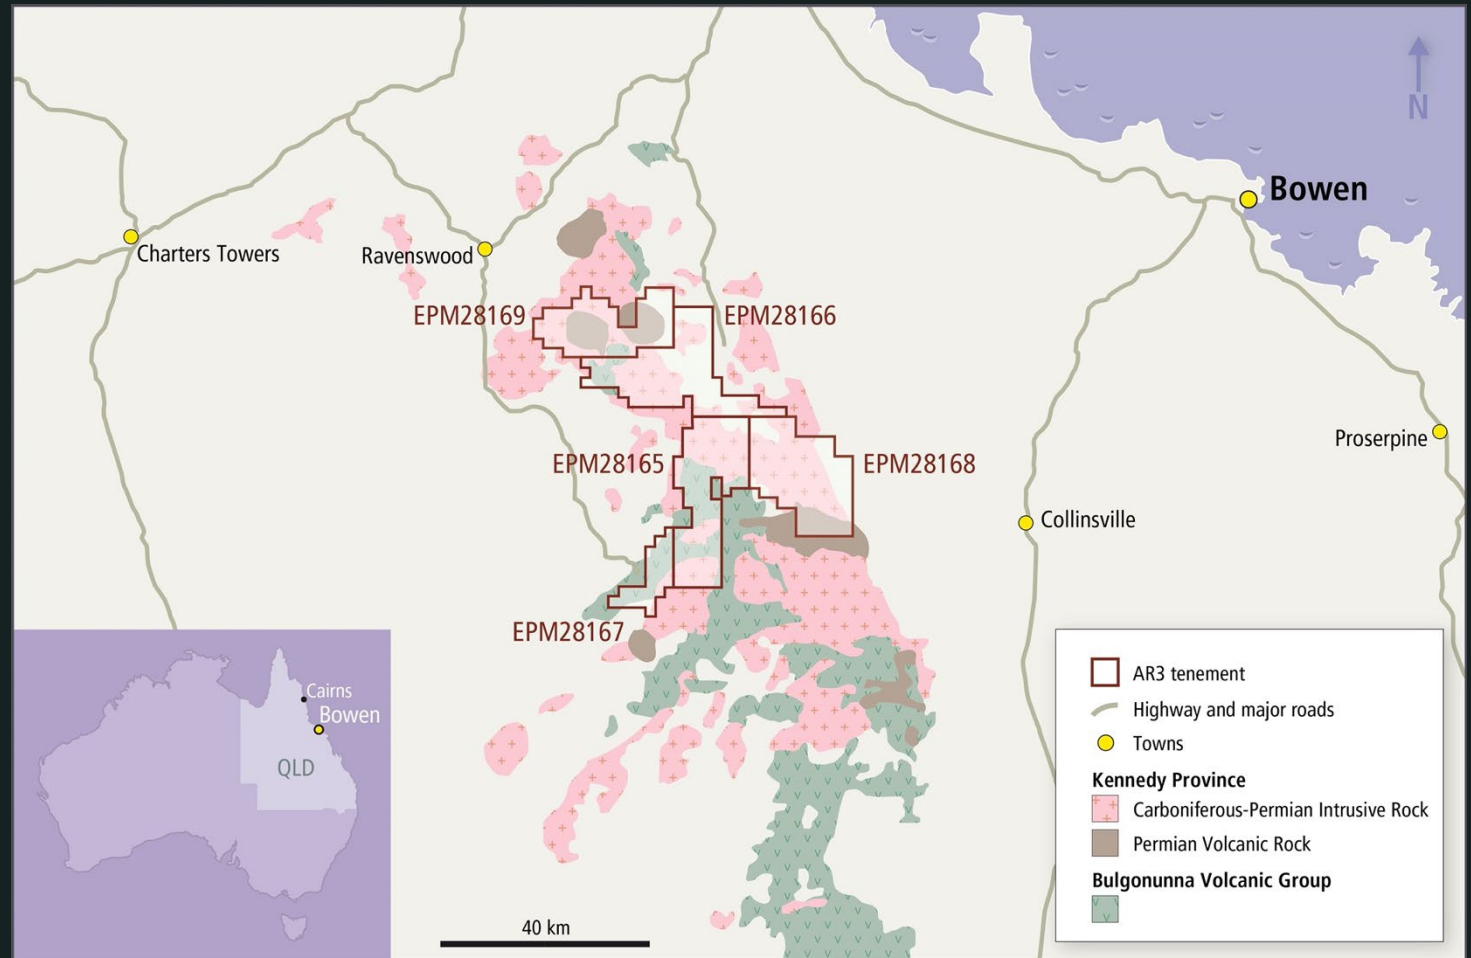 N
Bowen
Charters Towers
Ravenswood
EPM28169
EPM28166
Proserpine
EPM28165
EPM28168
Collinsville
EPM28167
Cairns
Bowen
QLD
40 km
AR3 tenement
Highway and major roads
Towns
Kennedy Province
Carboniferous-Permian Intrusive Rock
Permian Volcanic Rock
Bulgonunna Volcanic Group